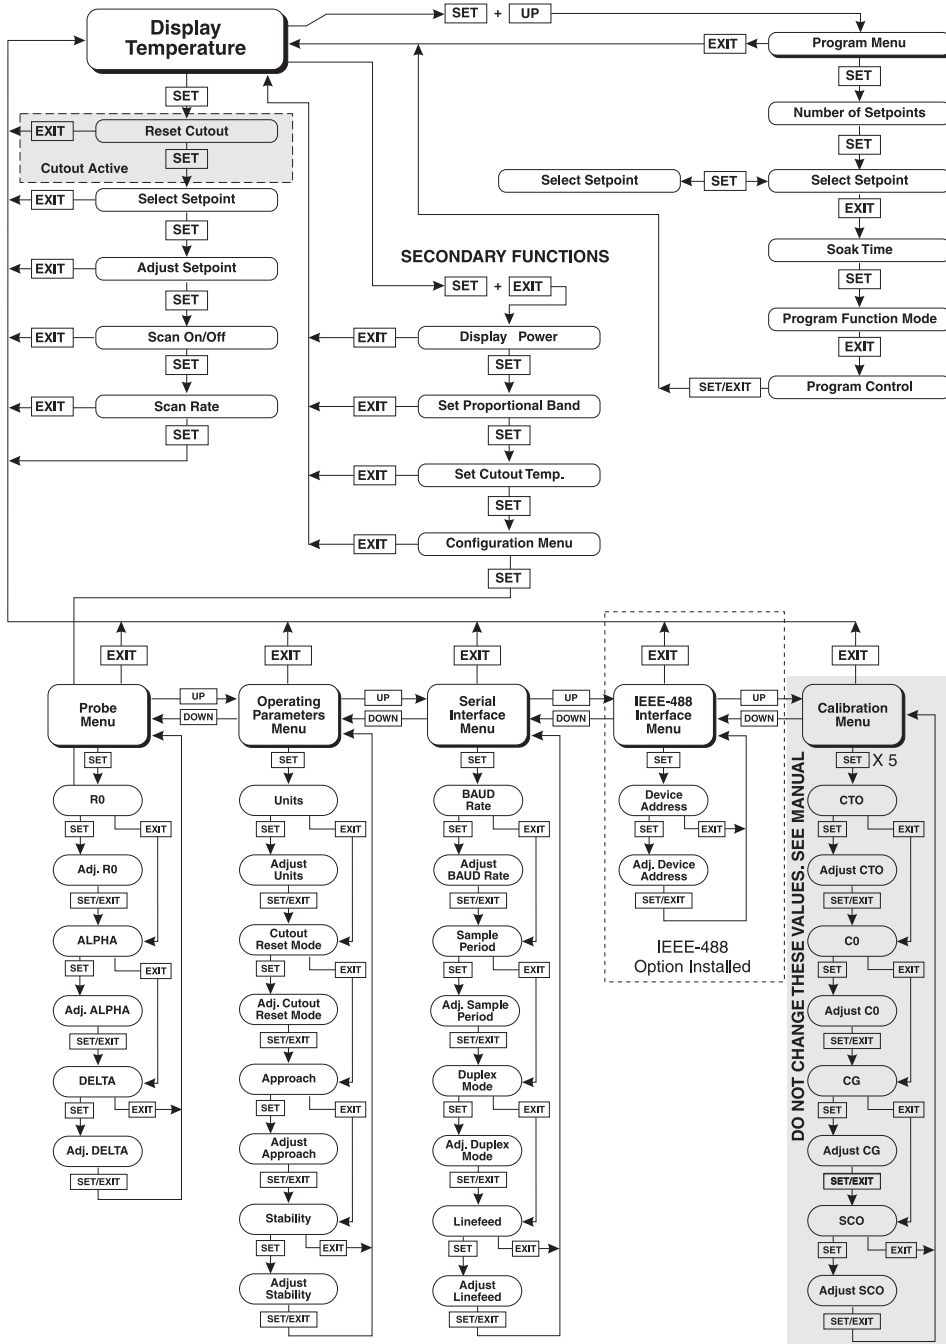 Display
Temperature
SET + UP
EXIT
Program Menu
SET
Number of Setpoints
SET
Select Setpoint
SET
Select Setpoint
EXIT
Soak Time
SET
Program Function Mode
EXIT
SET/EXIT
Program Control
SET
EXIT
Reset Cutout
SET
Cutout Active
EXIT
Select Setpoint
SET
EXIT
Adjust Setpoint
SET
EXIT
Scan On/Off
SET
EXIT
Scan Rate
SET
SECONDARY FUNCTIONS
SET + EXIT
EXIT
Display Power
SET
EXIT
Set Proportional Band
SET
EXIT
Set Cutout Temp.
SET
EXIT
Configuration Menu
SET
EXIT
EXIT
EXIT
EXIT
EXIT
Probe
Menu
UP
DOWN
Operating
Parameters
Menu
UP
DOWN
Serial
Interface
Menu
UP
DOWN
IEEE-488
Interface
Menu
UP
DOWN
Calibration
Menu
SET
R0
SET
EXIT
Adj. R0
SET/EXIT
ALPHA
SET
EXIT
Adj. ALPHA
SET/EXIT
DELTA
SET
EXIT
Adj. DELTA
SET/EXIT
SET
Units
SET
EXIT
Adjust
Units
SET/EXIT
Cutout
Reset Mode
SET
EXIT
Adj. Cutout
Reset Mode
SET/EXIT
Approach
SET
EXIT
Adjust
Approach
SET/EXIT
Stability
SET
EXIT
Adjust
Stability
SET/EXIT
SET
BAUD
Rate
SET
EXIT
Adjust
BAUD Rate
SET/EXIT
Sample
Period
SET
EXIT
Adj. Sample
Period
SET/EXIT
Duplex
Mode
SET
EXIT
Adj. Duplex
Mode
SET/EXIT
Linefeed
SET
EXIT
Adjust
Linefeed
SET/EXIT
SET
Device
Address
SET
EXIT
Adj. Device
Address
SET/EXIT
IEEE-488
Option Installed
DO NOT CHANGE THESE VALUES. SEE MANUAL
SET X 5
CTO
SET
EXIT
Adjust CTO
SET/EXIT
C0
SET
EXIT
Adjust C0
SET/EXIT
CG
SET
EXIT
Adjust CG
SET/EXIT
SCO
SET
EXIT
Adjust SCO
SET/EXIT